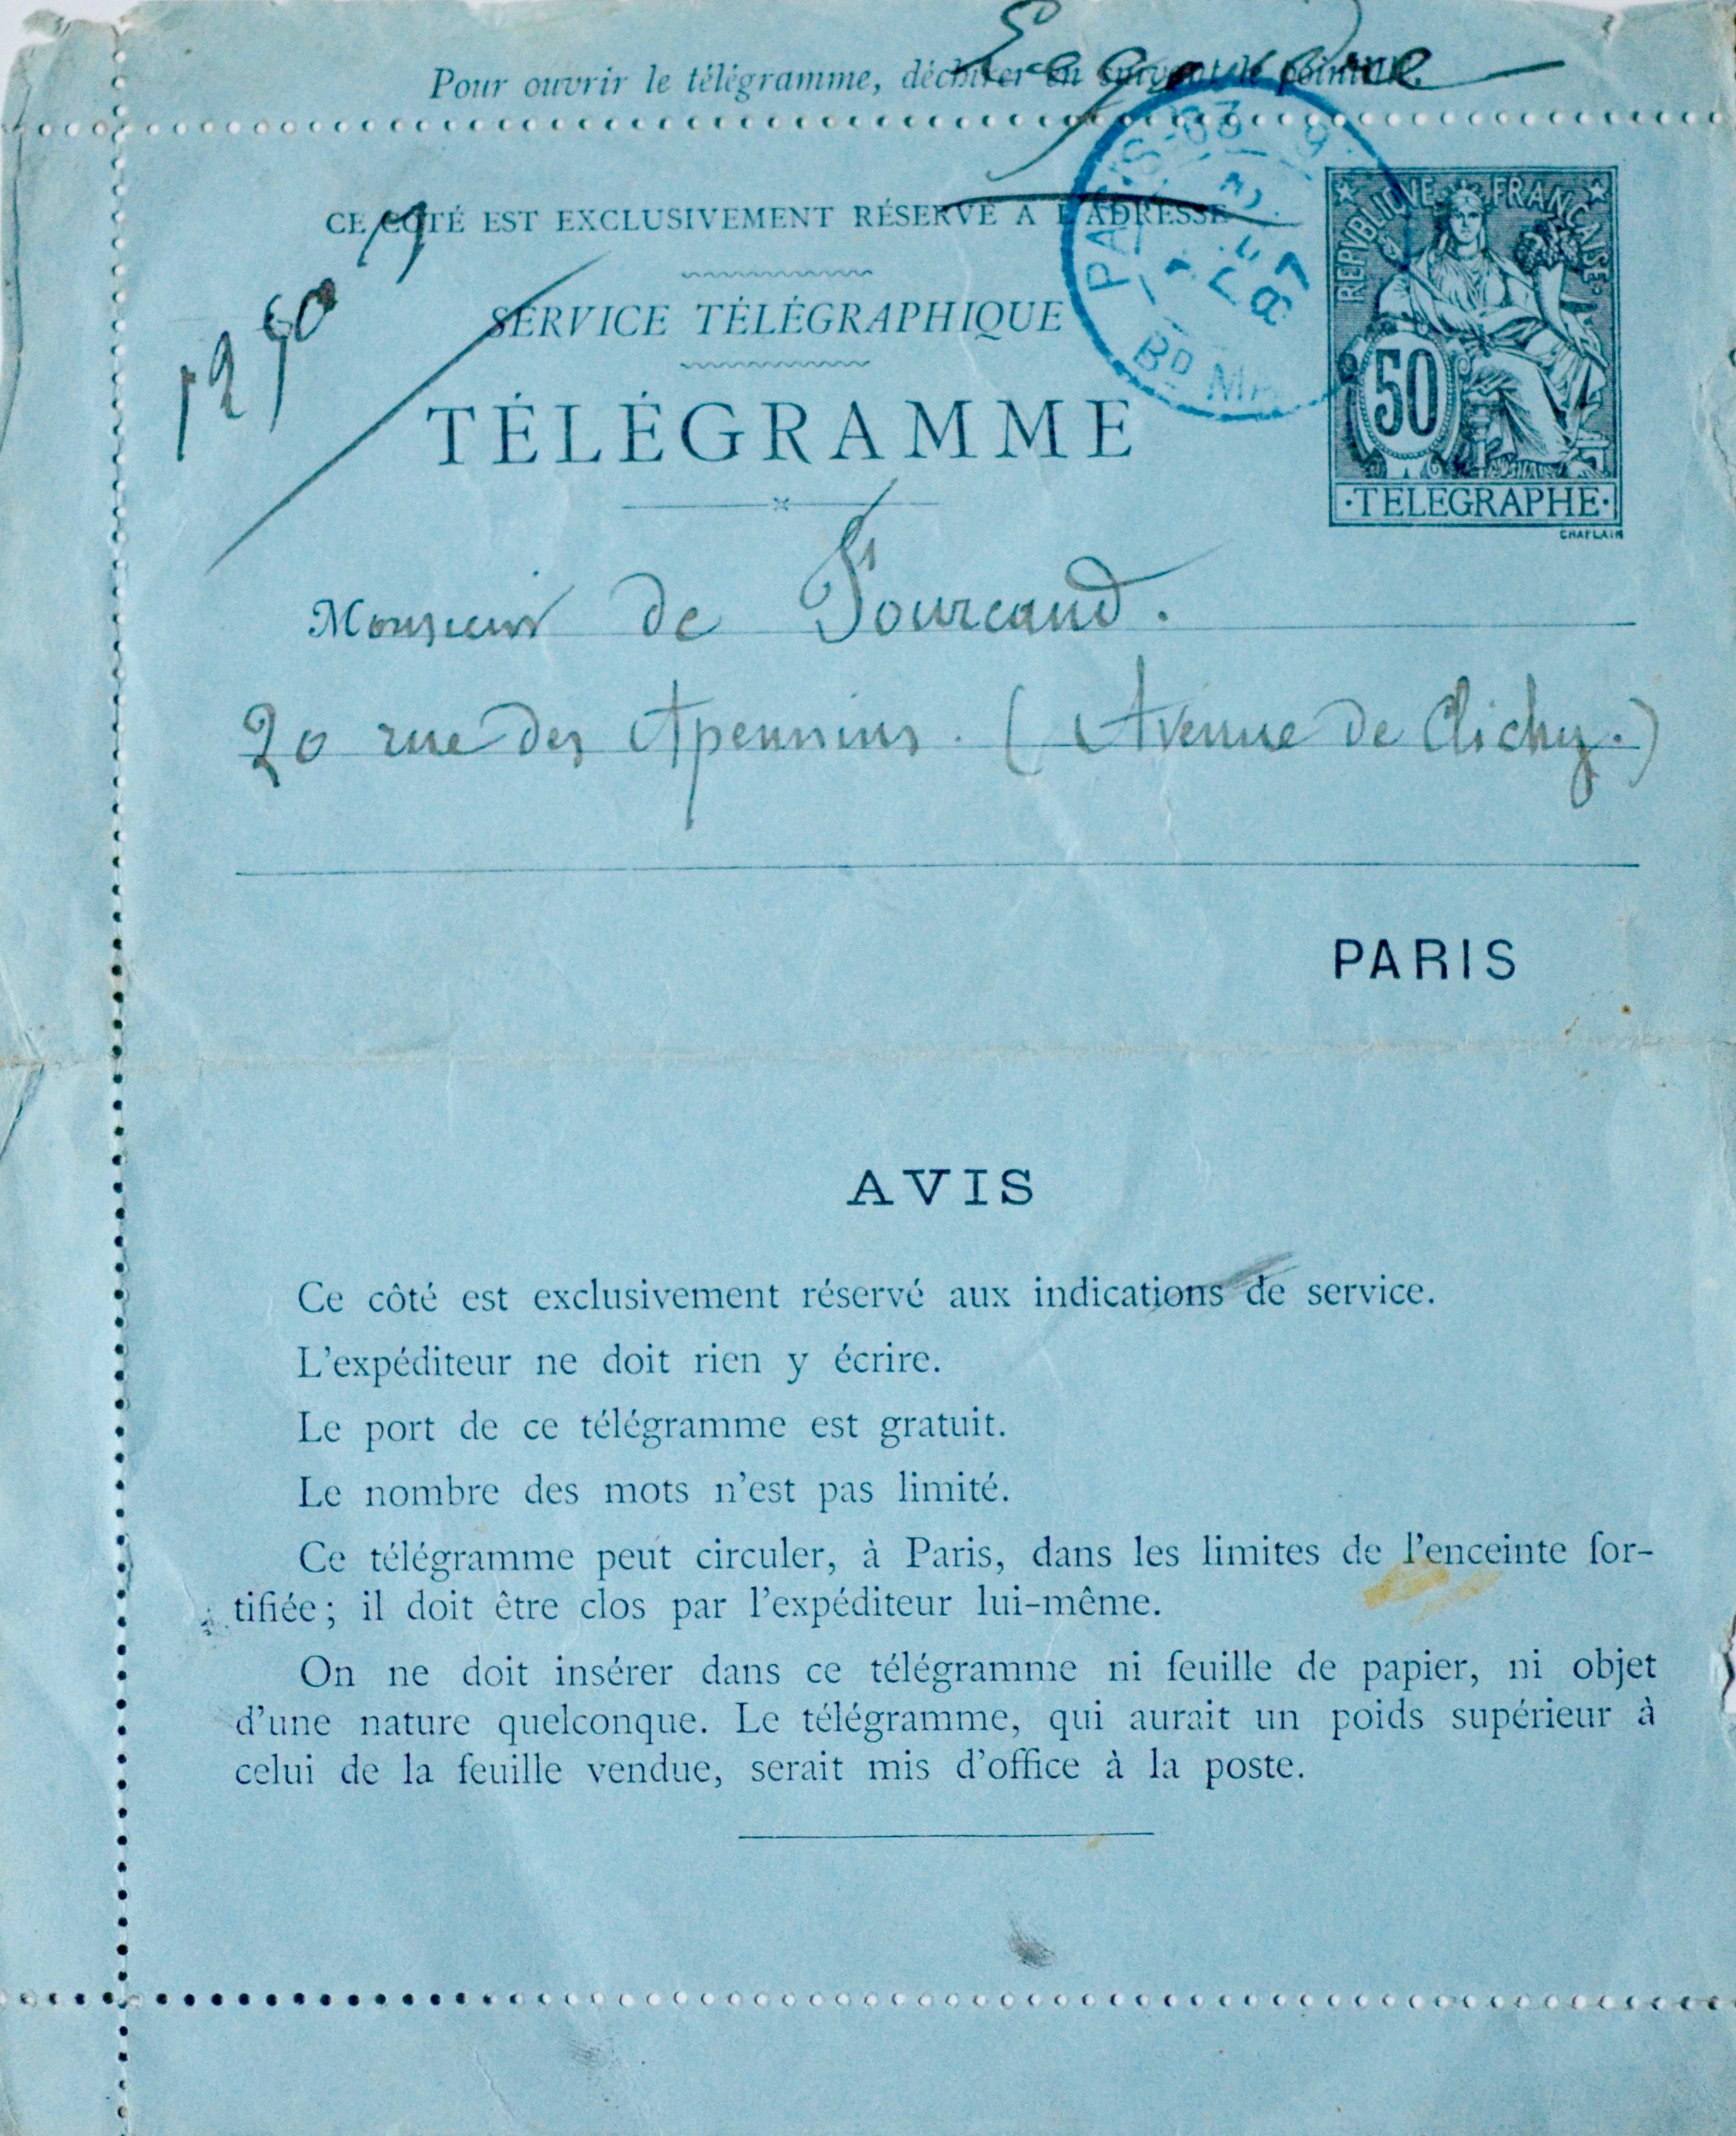 Pour ouvrir le télégramme, déchirer en suivant le pointillé.
CE COTÉ EST EXCLUSIVEMENT RÉSERVÉ A L'ADRESSE
SERVICE TÉLÉGRAPHIQUE
TÉLÉGRAMME
PARIS
Bd
REPVBLIQVE FRANÇAISE
50
TELEGRAPHE
CHAPLAIN
Monsieur de Fourcaud.
20 rue des Apennins. (Avenue de Clichy.)
PARIS
AVIS
Ce côté est exclusivement réservé aux indications de service.
L'expéditeur ne doit rien y écrire.
Le port de ce télégramme est gratuit.
Le nombre des mots n'est pas limité.
Ce télégramme peut circuler, à Paris, dans les limites de l'enceinte for-
tifiée; il doit être clos par l'expéditeur lui-même.
On ne doit insérer dans ce télégramme ni feuille de papier, ni objet
d'une nature quelconque. Le télégramme, qui aurait un poids supérieur à
celui de la feuille vendue, serait mis d'office à la poste.